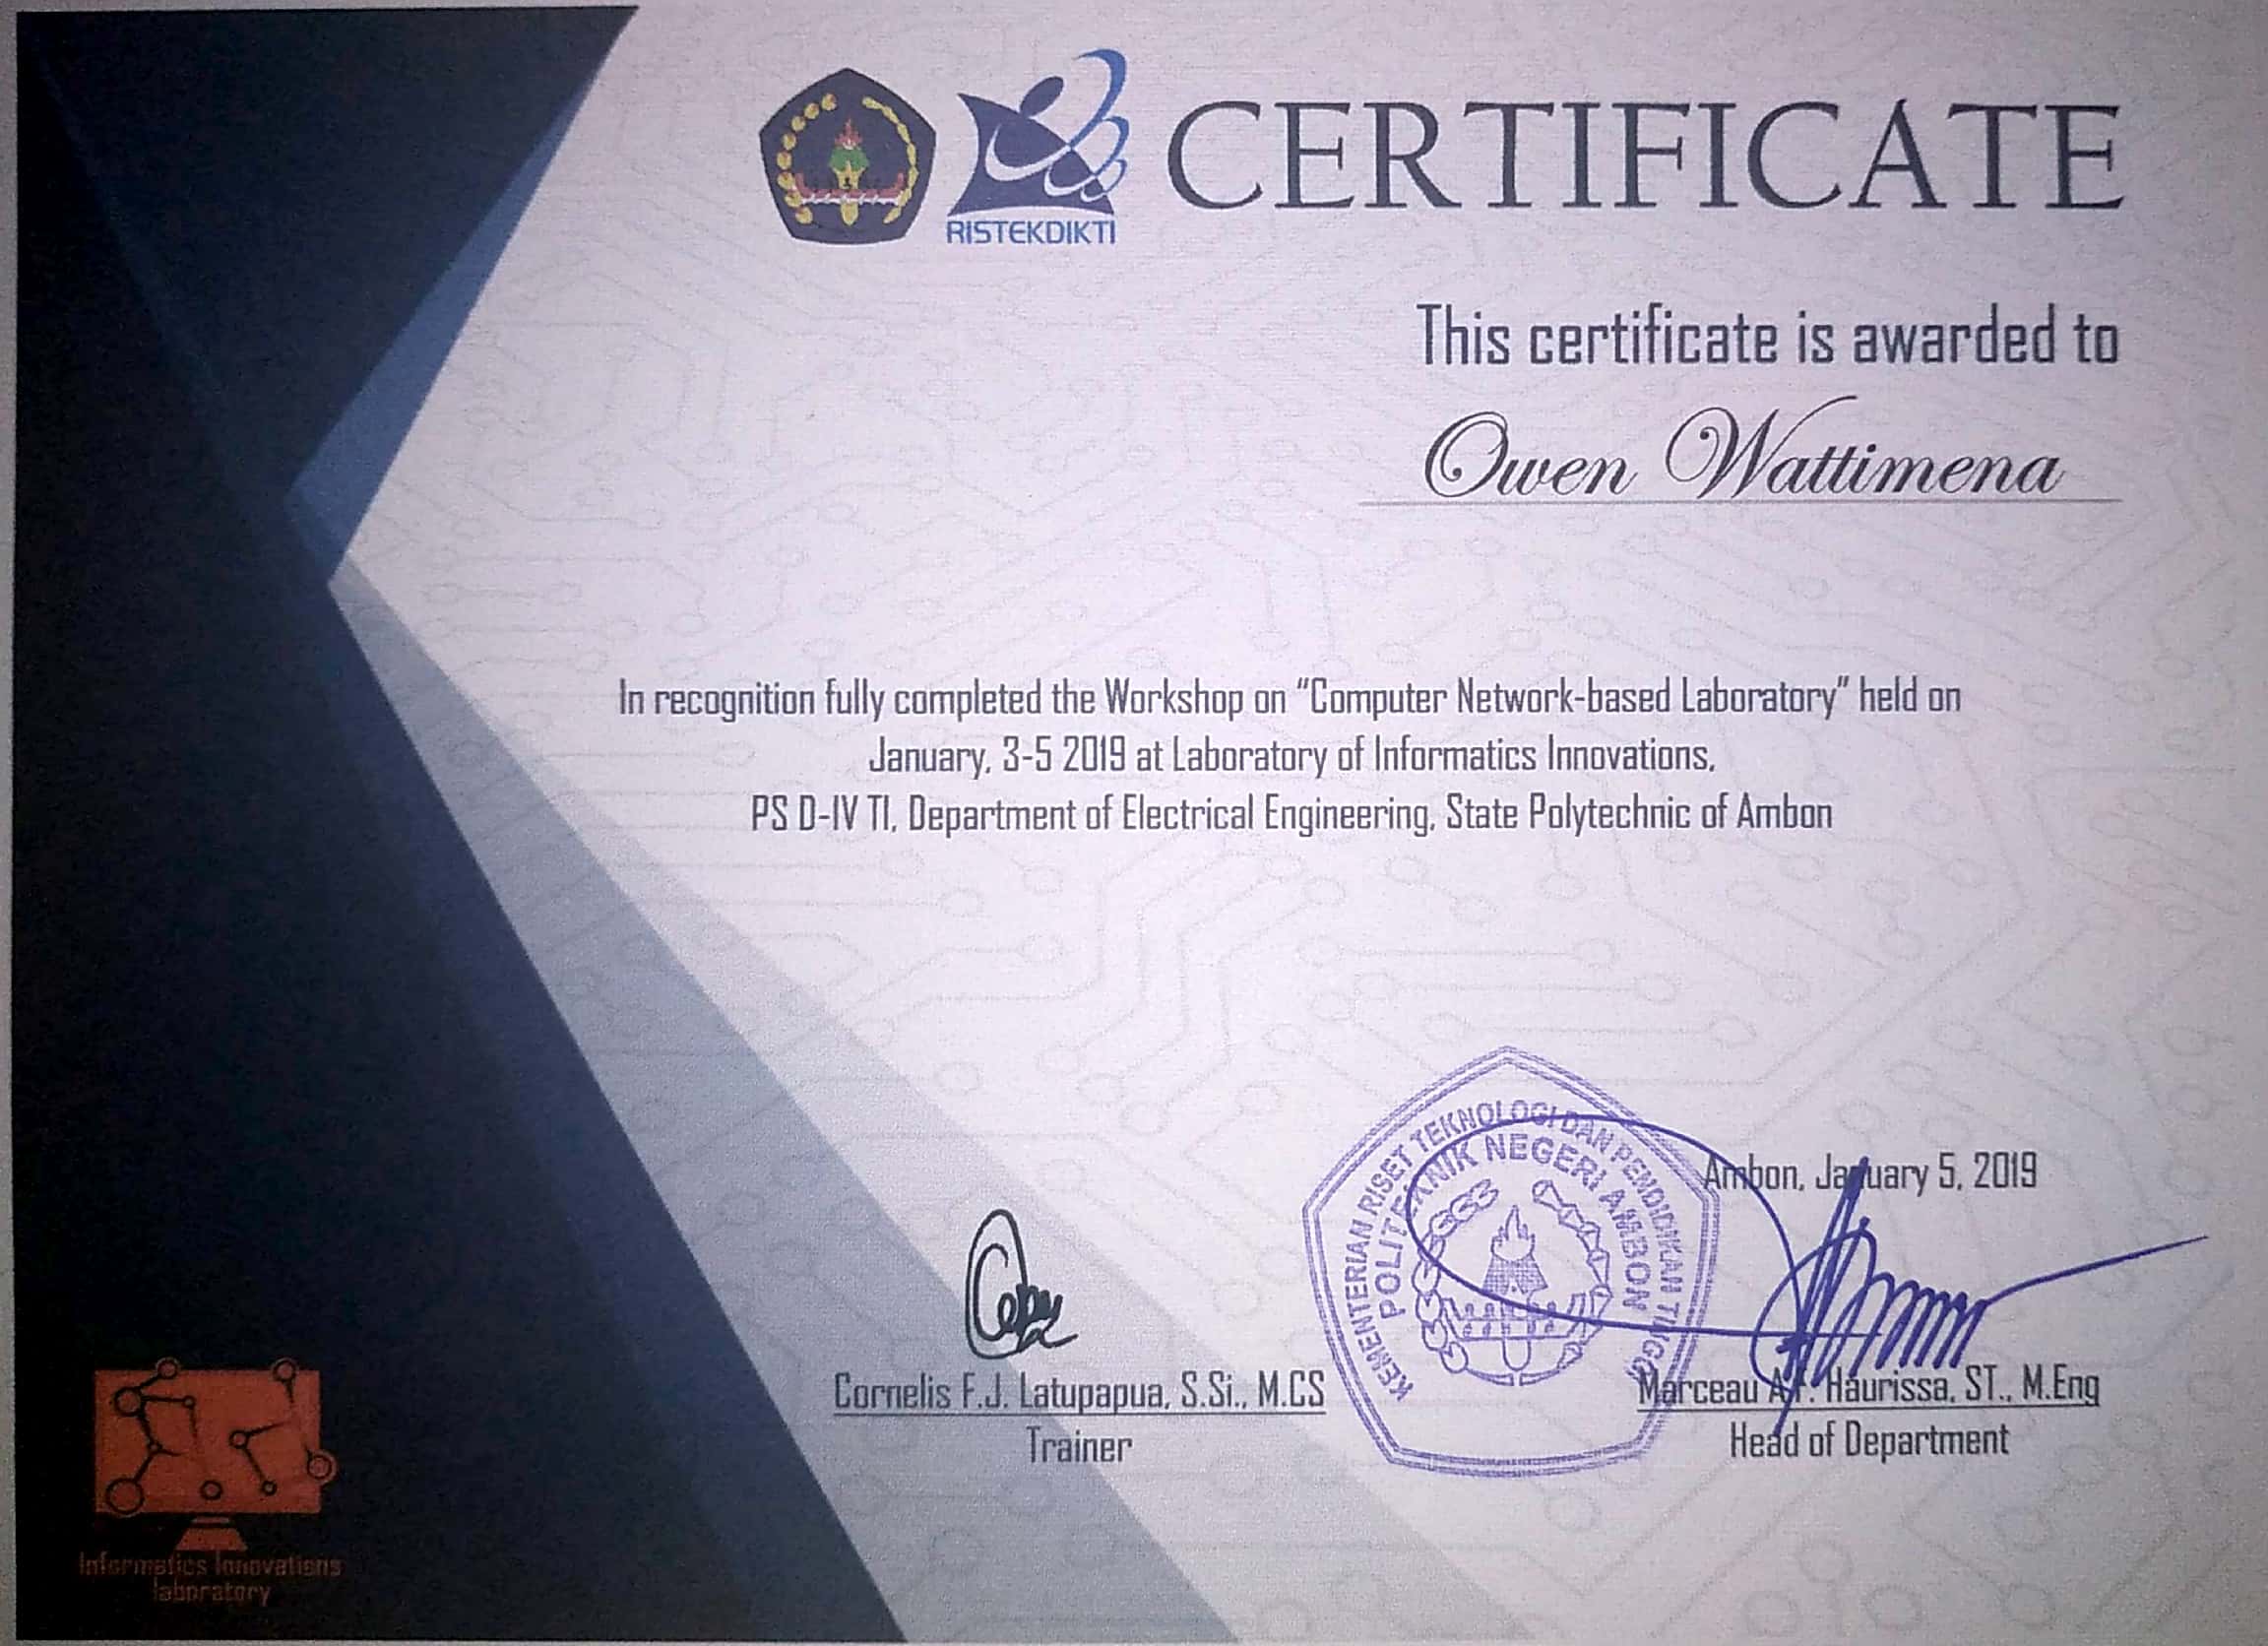 RISTEKDIKTI
CERTIFICATE
This certificate is awarded to
Owen Wattimena
In recognition fully completed the Workshop on "Computer Network-based Laboratory" held on
January, 3-5 2019 at Laboratory of Informatics Innovations,
PS D-IV TI, Department of Electrical Engineering, State Polytechnic of Ambon
KEMENTERIAN RISET TEKNOLOGI DAN PENDIDIKAN TINGGI
POLITEKNIK NEGERI AMBON
Ambon, January 5, 2019
Cornelis F.J. Latupapua, S.Si., M.CS
Trainer
Marceau A.F. Haurissa, ST., M.Eng
Head of Department
Informatics Innovations
laboratory